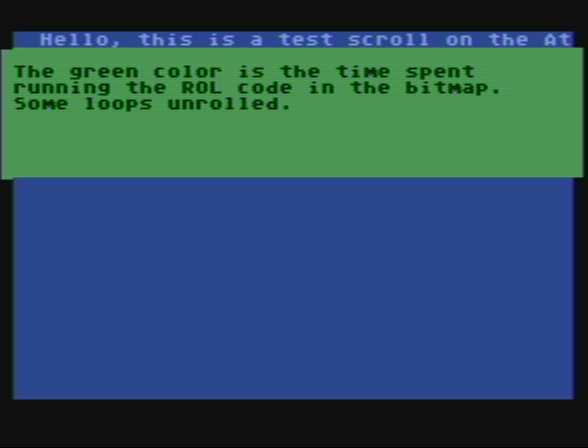 Hello, this is a test scroll on the At
The green color is the time spent
running the ROL code in the bitmap.
Some loops unrolled.